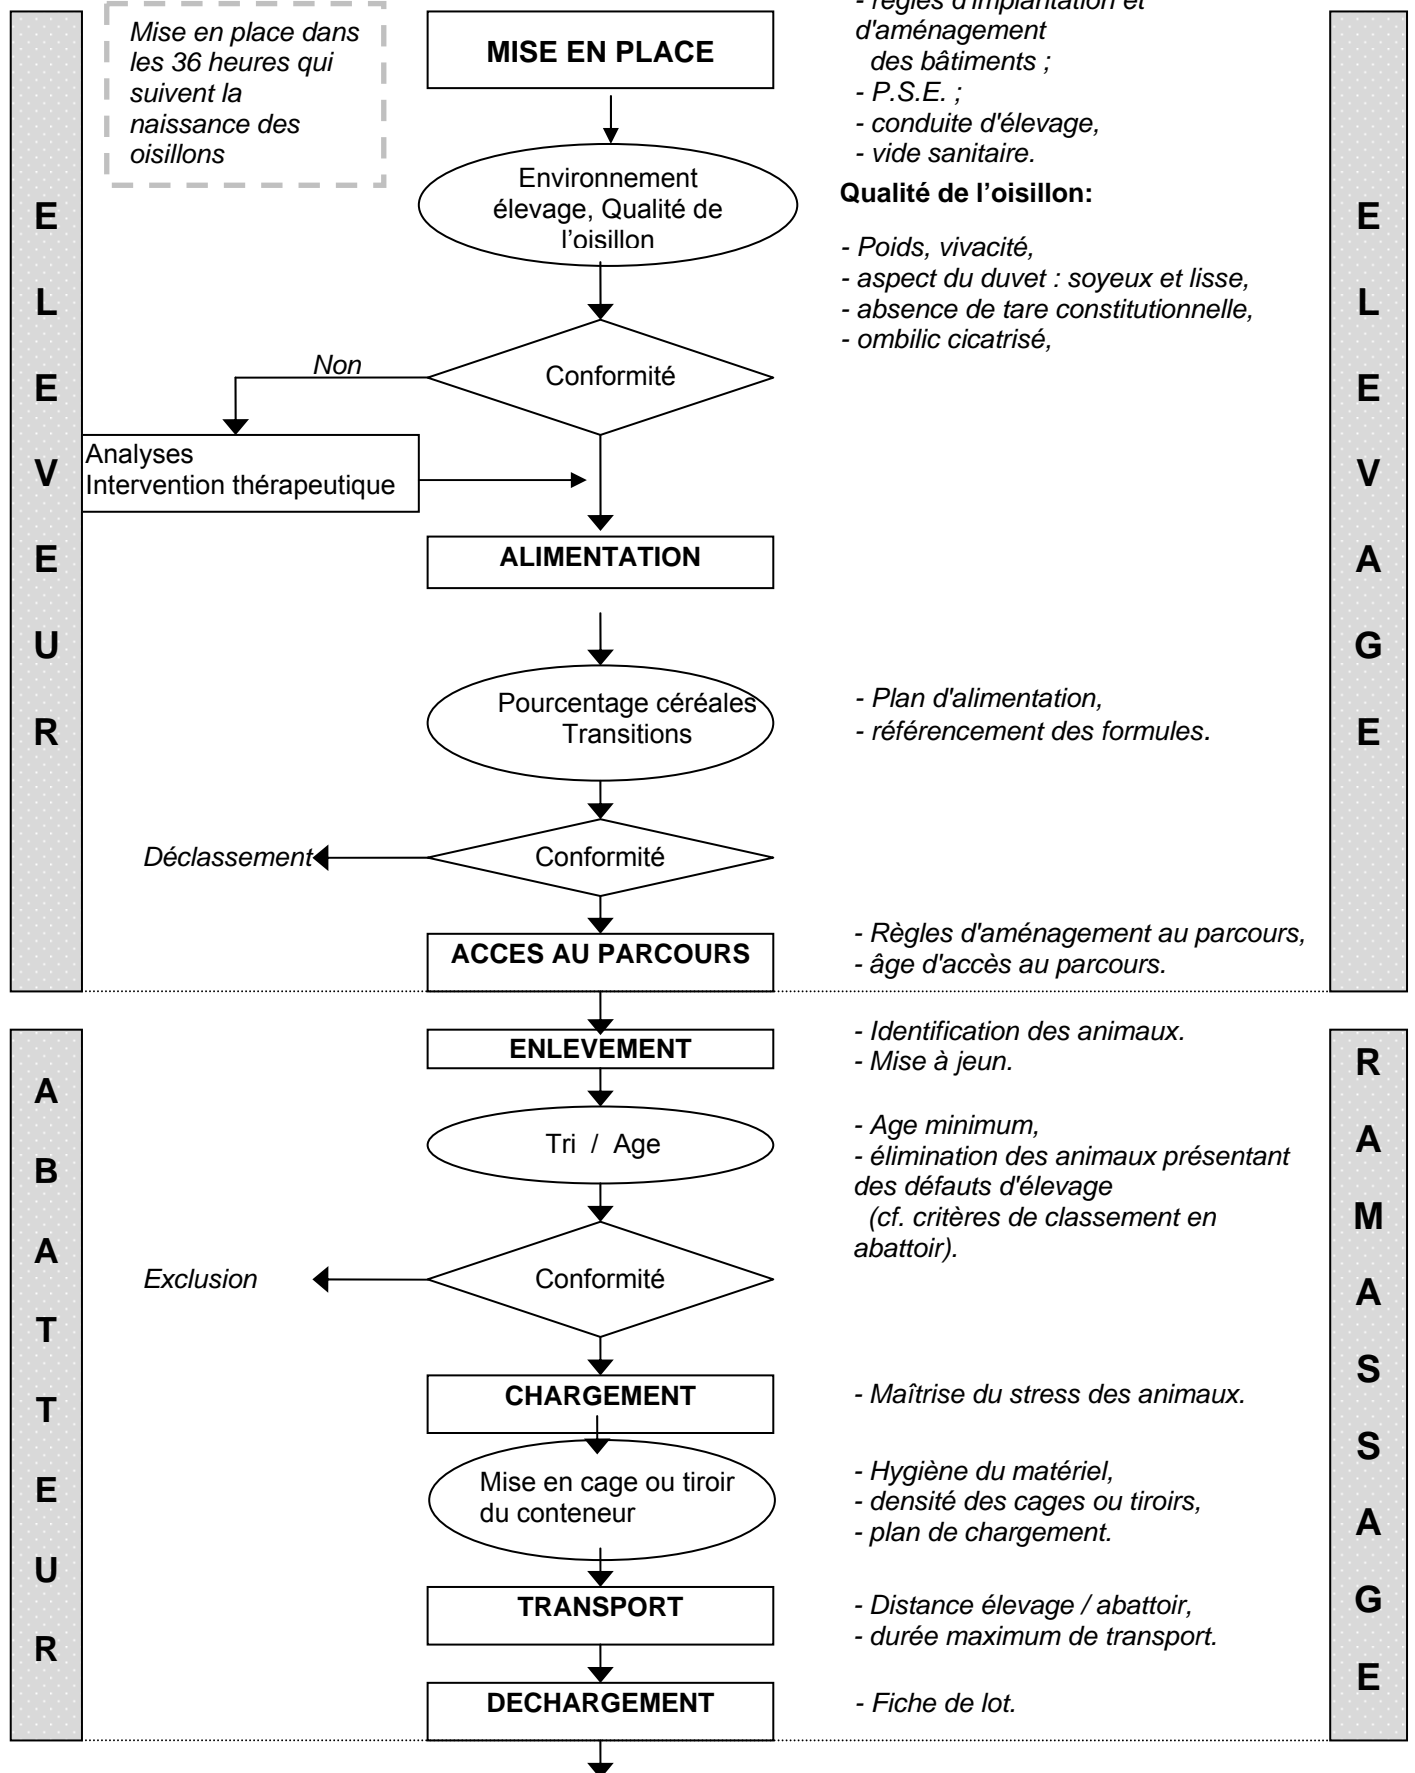 - règles d'implantation et
d'aménagement
des bâtiments ;
- P.S.E. ;
- conduite d'élevage,
- vide sanitaire.
Mise en place dans
les 36 heures qui
suivent la
naissance des
oisillons
MISE EN PLACE
Environnement
élevage, Qualité de
l'oisillon
Qualité de l’oisillon:
- Poids, vivacité,
- aspect du duvet : soyeux et lisse,
- absence de tare constitutionnelle,
- ombilic cicatrisé,
Non
Conformité
Analyses
Intervention thérapeutique
ALIMENTATION
Pourcentage céréales
Transitions
- Plan d'alimentation,
- référencement des formules.
Déclassement
Conformité
ACCES AU PARCOURS
- Règles d'aménagement au parcours,
- âge d'accès au parcours.
E
L
E
V
E
U
R
E
L
E
V
A
G
E
ENLEVEMENT
- Identification des animaux.
- Mise à jeun.
Tri / Age
- Age minimum,
- élimination des animaux présentant
des défauts d'élevage
(cf. critères de classement en
abattoir).
Exclusion
Conformité
CHARGEMENT
- Maîtrise du stress des animaux.
Mise en cage ou tiroir
du conteneur
- Hygiène du matériel,
- densité des cages ou tiroirs,
- plan de chargement.
TRANSPORT
- Distance élevage / abattoir,
- durée maximum de transport.
DECHARGEMENT
- Fiche de lot.
A
B
A
T
T
E
U
R
R
A
M
A
S
S
A
G
E